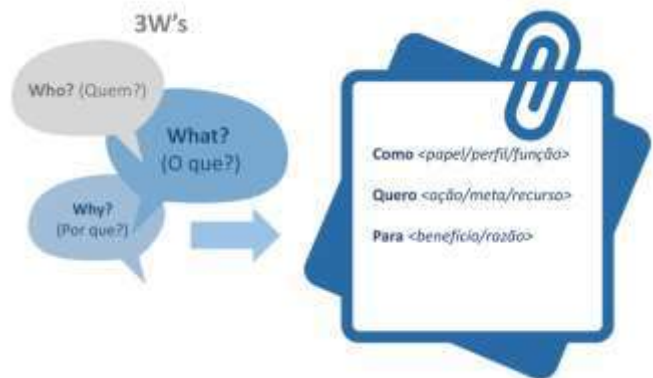 3W's
Who? (Quem?)
What?
(O que?)
Why?
(Por que?)
Como <papel/perfil/função>
Quero <ação/meta/recurso>
Para <benefício/razão>